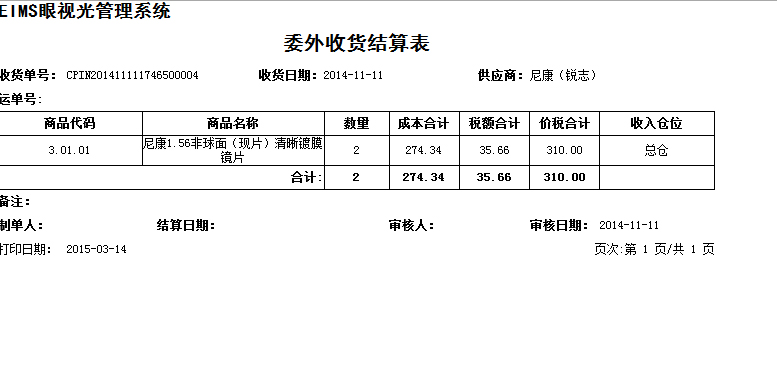 EIMS眼视光管理系统
委外收货结算表
收货单号： CPIN201411111746500004 收货日期：2014-11-11 供应商：尼康（锐志）
运单号:
商品代码 商品名称 数量 成本合计 税额合计 价税合计 收入仓位
3.01.01 尼康1.56非球面（现片）清晰镀膜镜片 2 274.34 35.66 310.00 总仓
合计: 2 274.34 35.66 310.00
备注：
制单人： 结算日期： 审核人： 审核日期： 2014-11-11
打印日期： 2015-03-14 页次:第 1 页/共 1 页